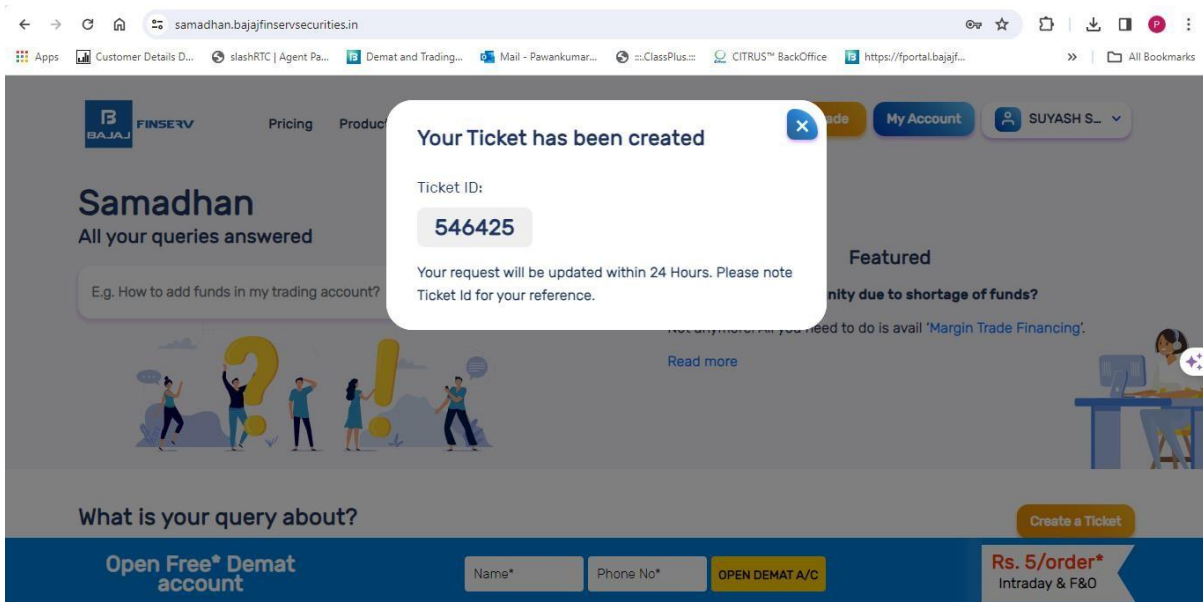 samadhan.bajajfinservsecurities.in
P
Apps
Customer Details D...
slashRTC | Agent Pa...
Demat and Trading...
Mail - Pawankumar...
:::.ClassPlus.:::
CITRUS™ BackOffice
https://fportal.bajajf...
»
All Bookmarks
B
BAJAJ
FINSERV
Pricing
Produc
ade
My Account
SUYASH S...
Your Ticket has been created
Ticket ID:
546425
Your request will be updated within 24 Hours. Please note
Ticket Id for your reference.
Samadhan
All your queries answered
E.g. How to add funds in my trading account?
Featured
nity due to shortage of funds?
need to do is avail 'Margin Trade Financing'.
Read more
What is your query about?
Create a Ticket
Open Free* Demat
account
Name*
Phone No*
OPEN DEMAT A/C
Rs. 5/order*
Intraday & F&O